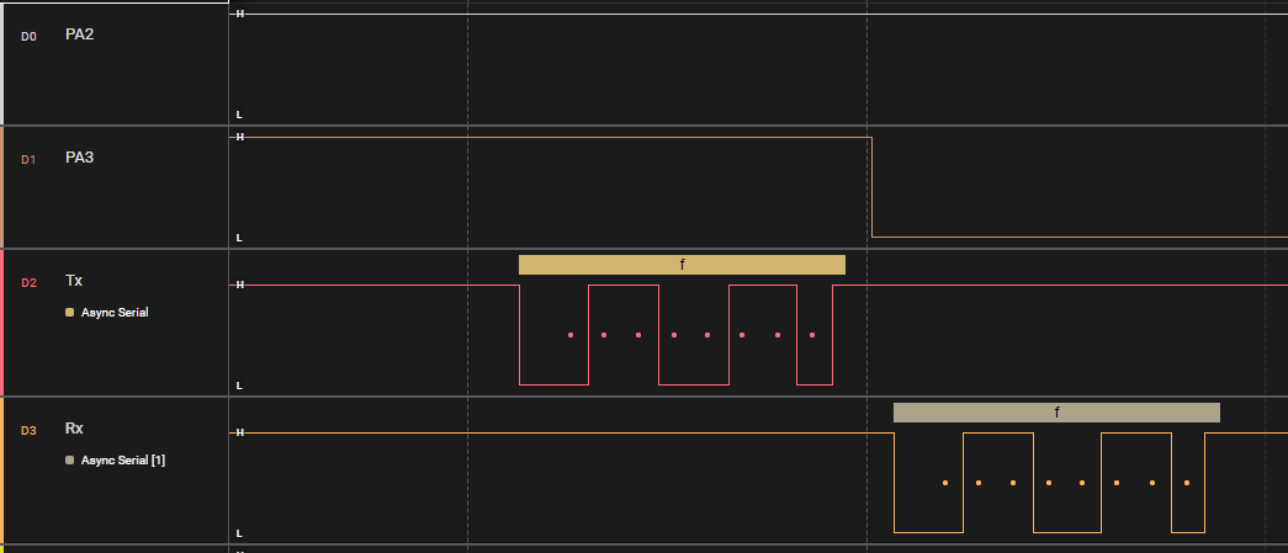 H
D0 PA2
L
H
D1 PA3
L
f
D2 Tx H
Async Serial
L
f
D3 Rx H
Async Serial [1]
L